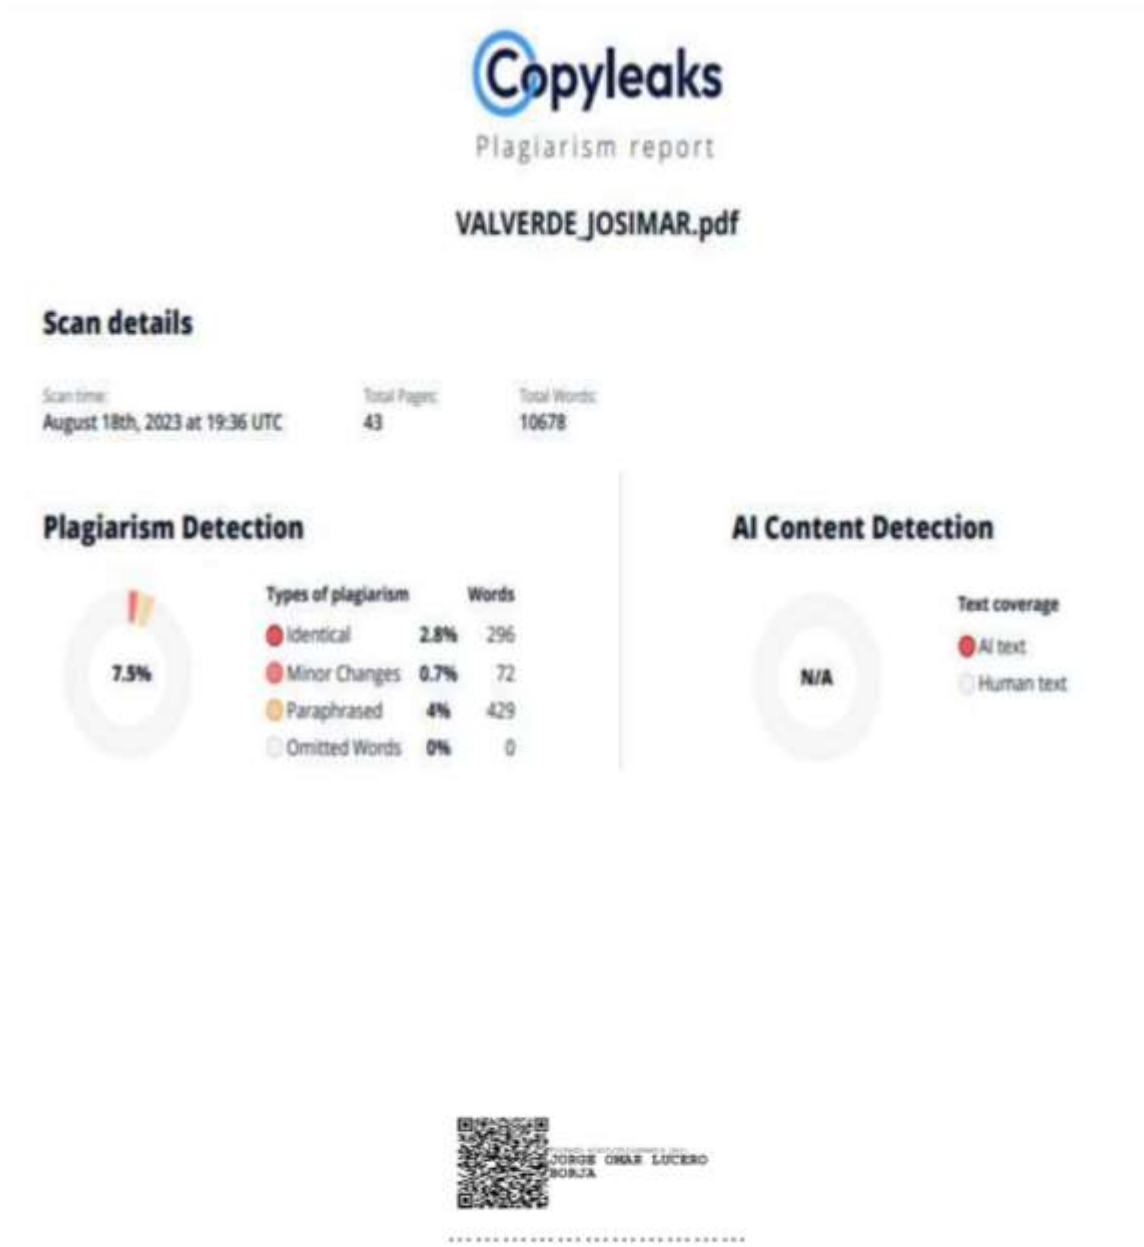 Copyleaks
Plagiarism report
VALVERDE_JOSIMAR.pdf
Scan details
Scan time: Total Pages: Total Words:
August 18th, 2023 at 19:36 UTC 43 10678
Plagiarism Detection
Types of plagiarism Words
7.5%
Identical 2.8% 296
Minor Changes 0.7% 72
Paraphrased 4% 429
Omitted Words 0% 0
AI Content Detection
N/A
Text coverage
AI text
Human text
JORGE OMAR LUCERO
BORJA